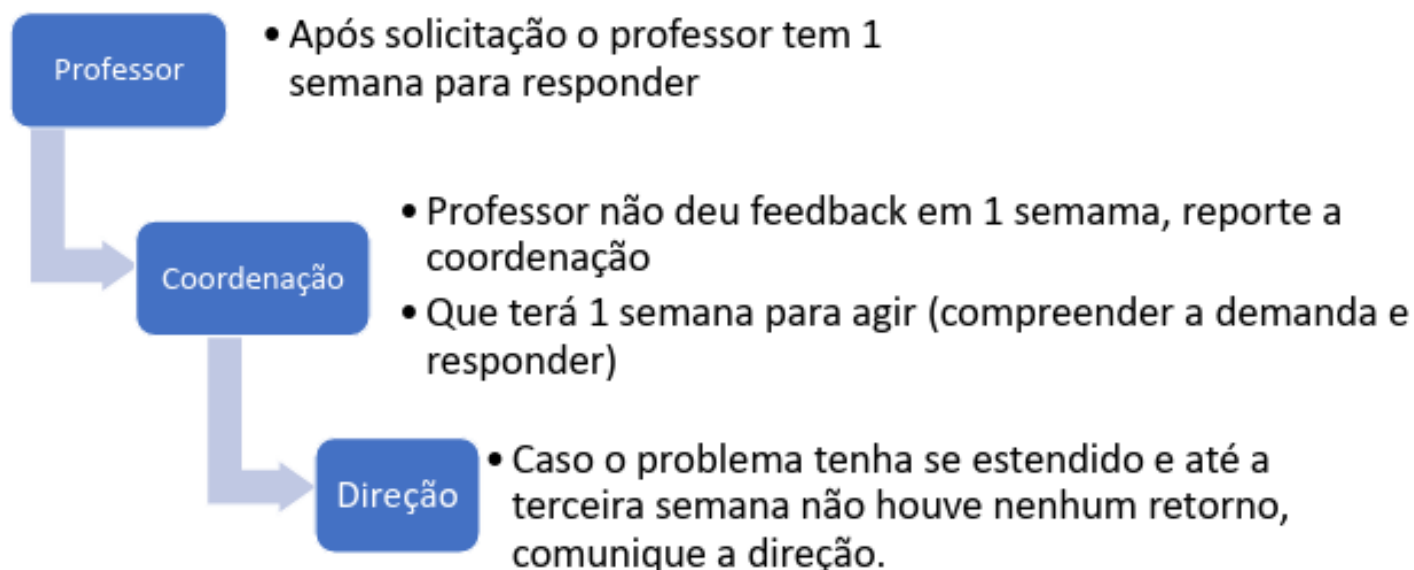 Professor
• Após solicitação o professor tem 1
semana para responder
Coordenação
• Professor não deu feedback em 1 semama, reporte a
coordenação
• Que terá 1 semana para agir (compreender a demanda e
responder)
Direção
• Caso o problema tenha se estendido e até a
terceira semana não houve nenhum retorno,
comunique a direção.